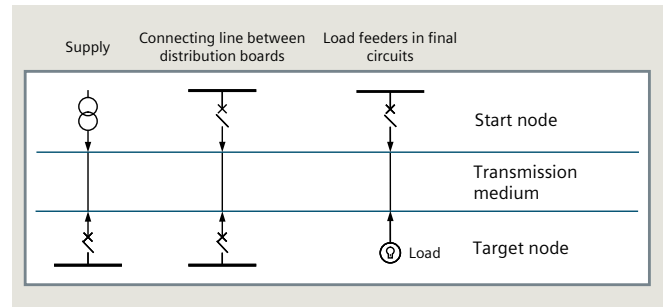 Supply
Connecting line between
distribution boards
Load feeders in final
circuits
Start node
Transmission
medium
Load
Target node